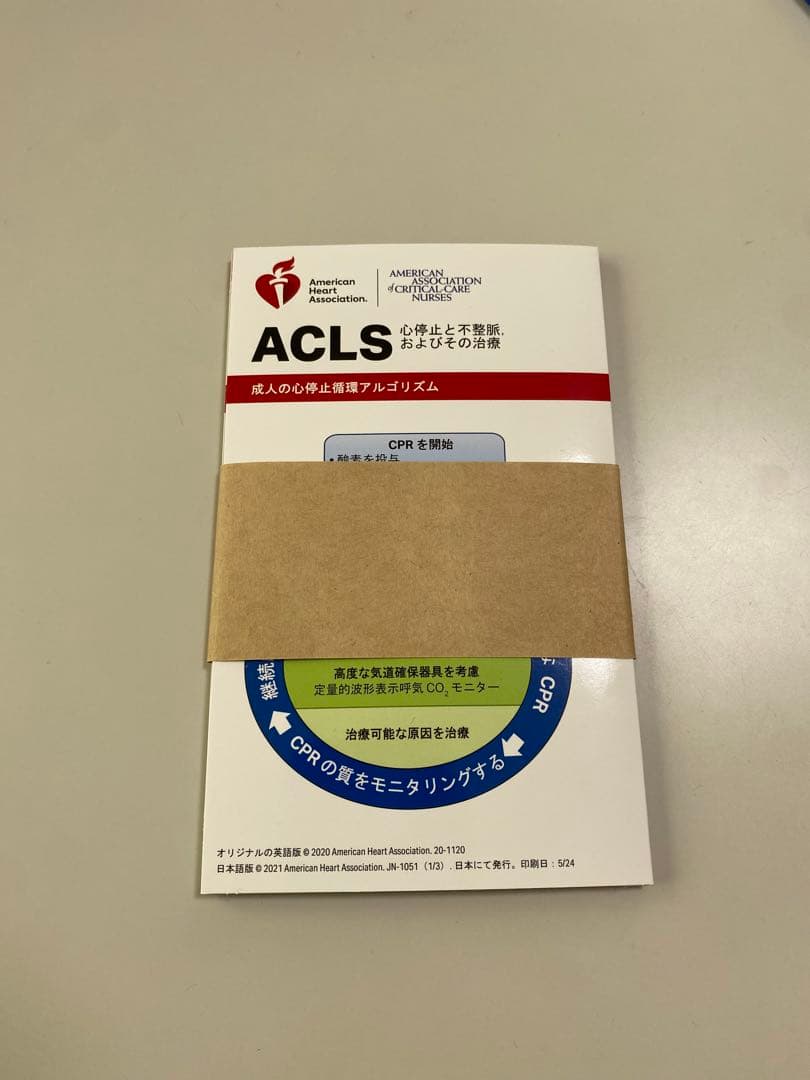 American
Heart
Association.
AMERICAN
ASSOCIATION
of CRITICAL-CARE
NURSES
ACLS
心停止と不整脈,
およびその治療
成人の心停止循環アルゴリズム
CPR を開始
• 酸素を投与
継続
CPR
高度な気道確保器具を考慮
定量的波形表示呼気 CO₂ モニター
治療可能な原因を治療
CPR の質をモニタリングする
オリジナルの英語版 © 2020 American Heart Association. 20-1120
日本語版 © 2021 American Heart Association. JN-1051（1/3）. 日本にて発行。印刷日：5/24